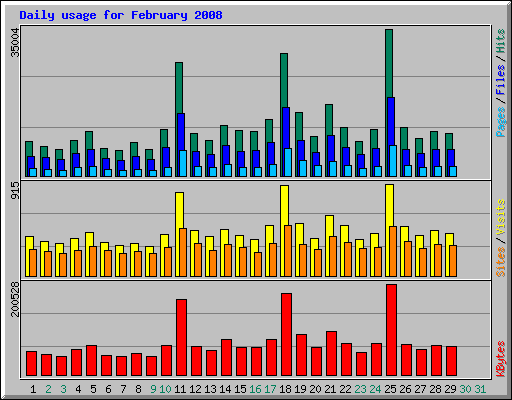 Daily usage for February 2008
35004
Pages / Files / Hits
915
Sites / Visits
200528
KBytes
1 2 3 4 5 6 7 8 9 10 11 12 13 14 15 16 17 18 19 20 21 22 23 24 25 26 27 28 29 30 31